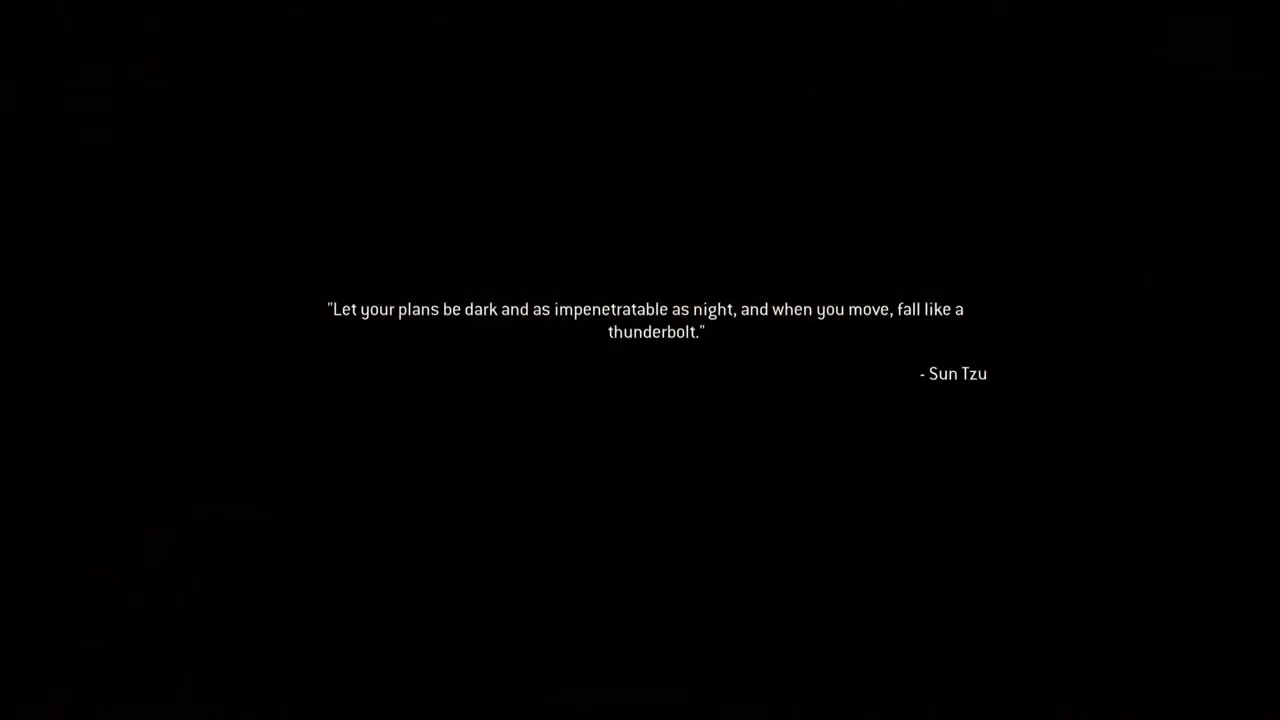 "Let your plans be dark and as impenetratable as night, and when you move, fall like a
thunderbolt."
- Sun Tzu